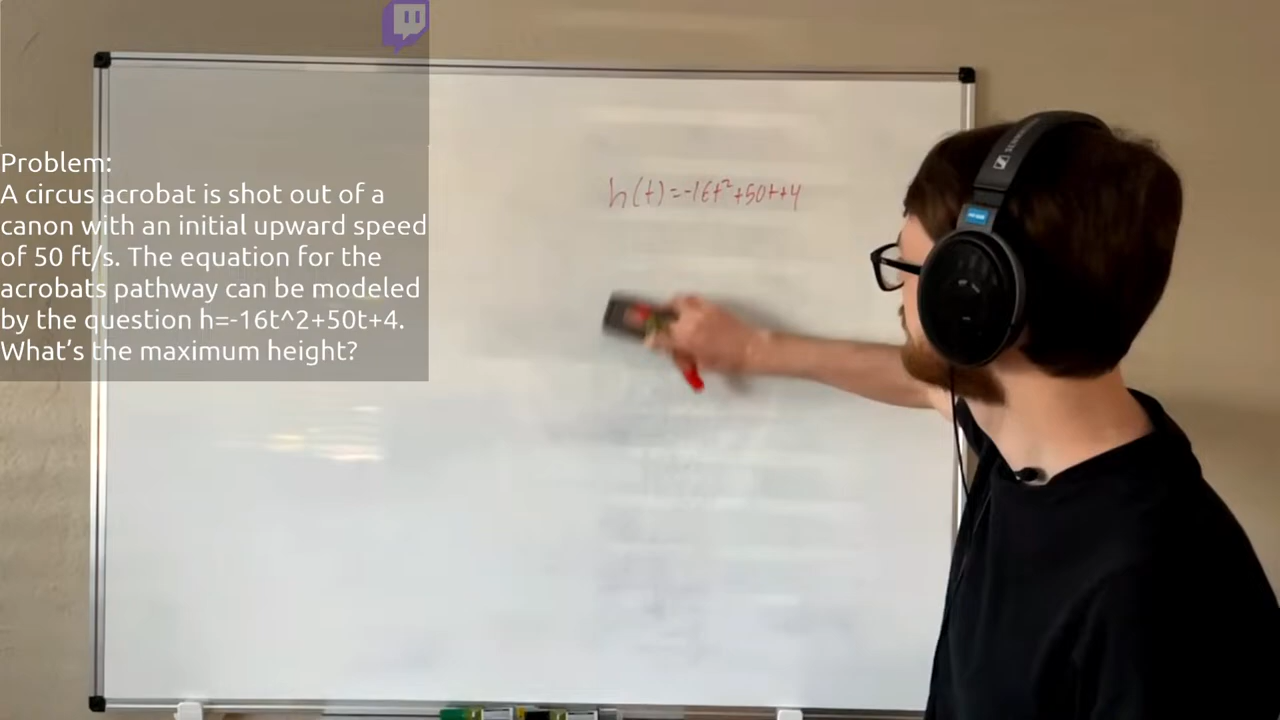 Problem:
A circus acrobat is shot out of a
canon with an initial upward speed
of 50 ft/s. The equation for the
acrobats pathway can be modeled
by the question h=-16t^2+50t+4.
What's the maximum height?
h(t)=-16t²+50t+4